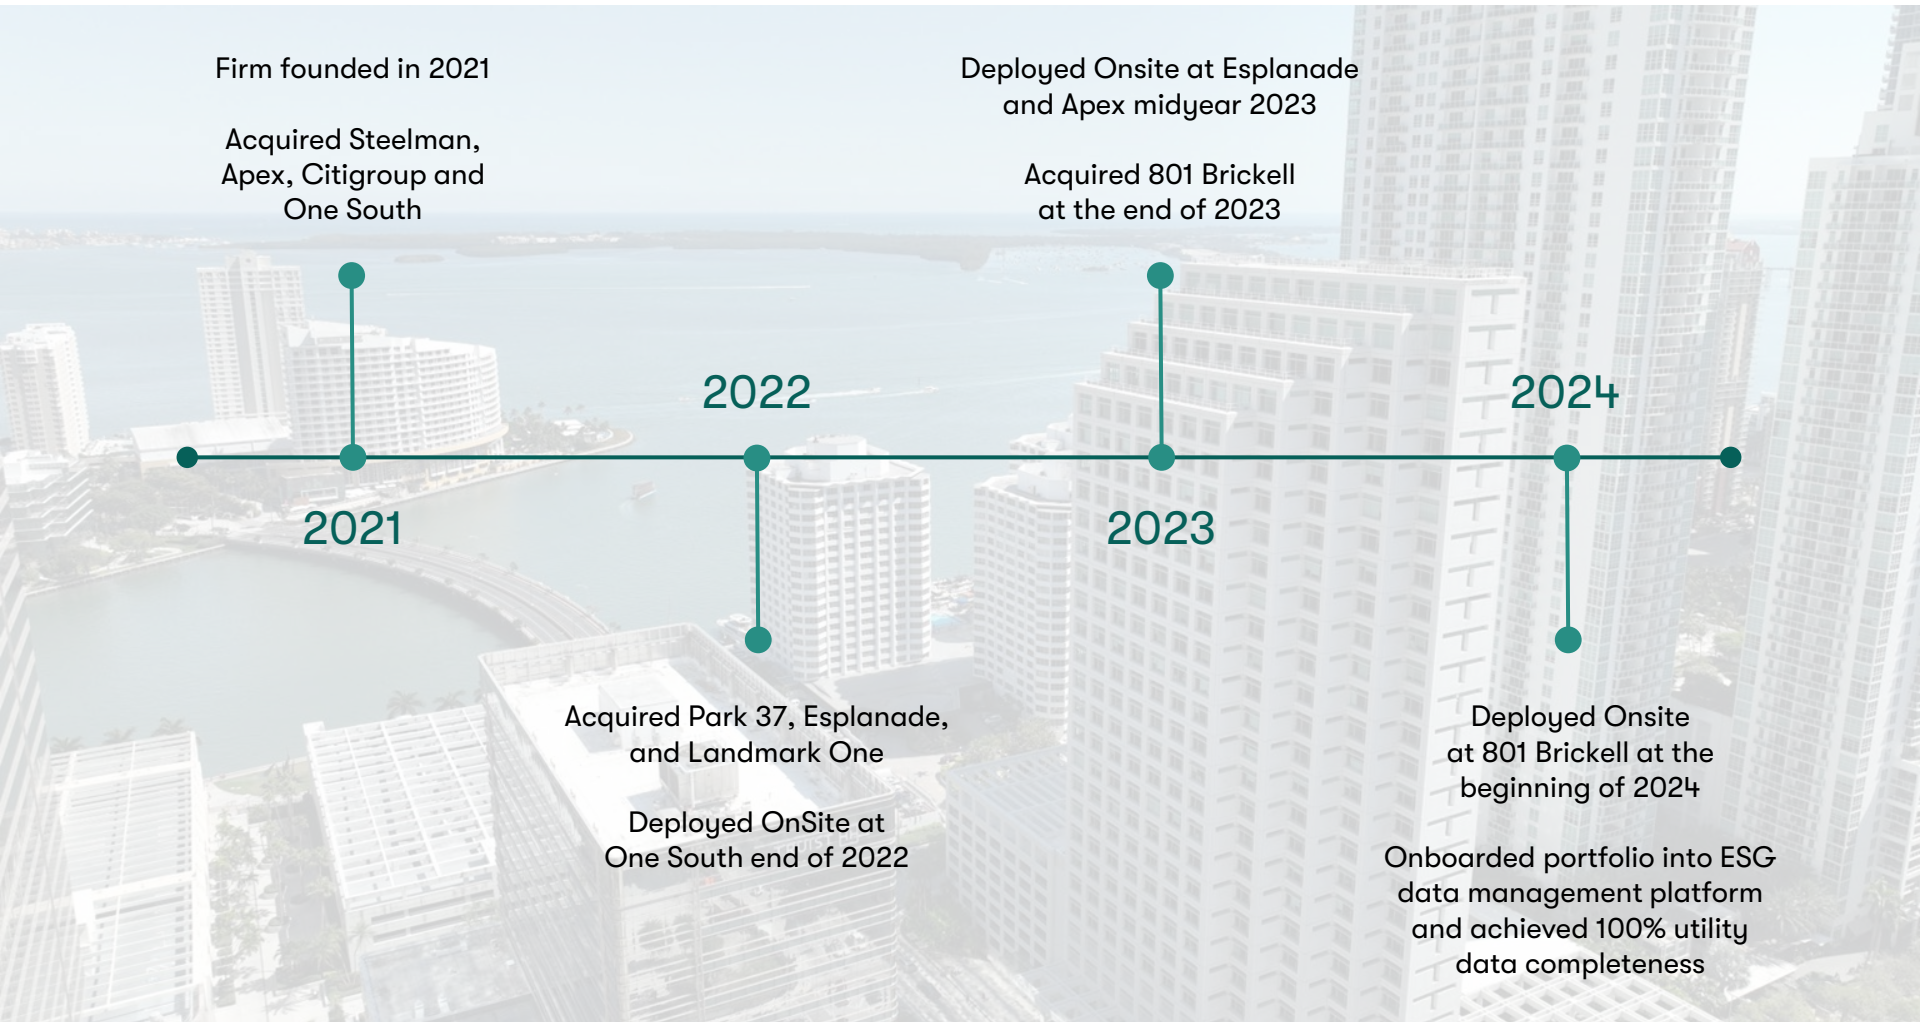 Firm founded in 2021
Acquired Steelman,
Apex, Citigroup and
One South
2021
2022
Acquired Park 37, Esplanade,
and Landmark One
Deployed OnSite at
One South end of 2022
Deployed Onsite at Esplanade
and Apex midyear 2023
Acquired 801 Brickell
at the end of 2023
2023
2024
Deployed Onsite
at 801 Brickell at the
beginning of 2024
Onboarded portfolio into ESG
data management platform
and achieved 100% utility
data completeness